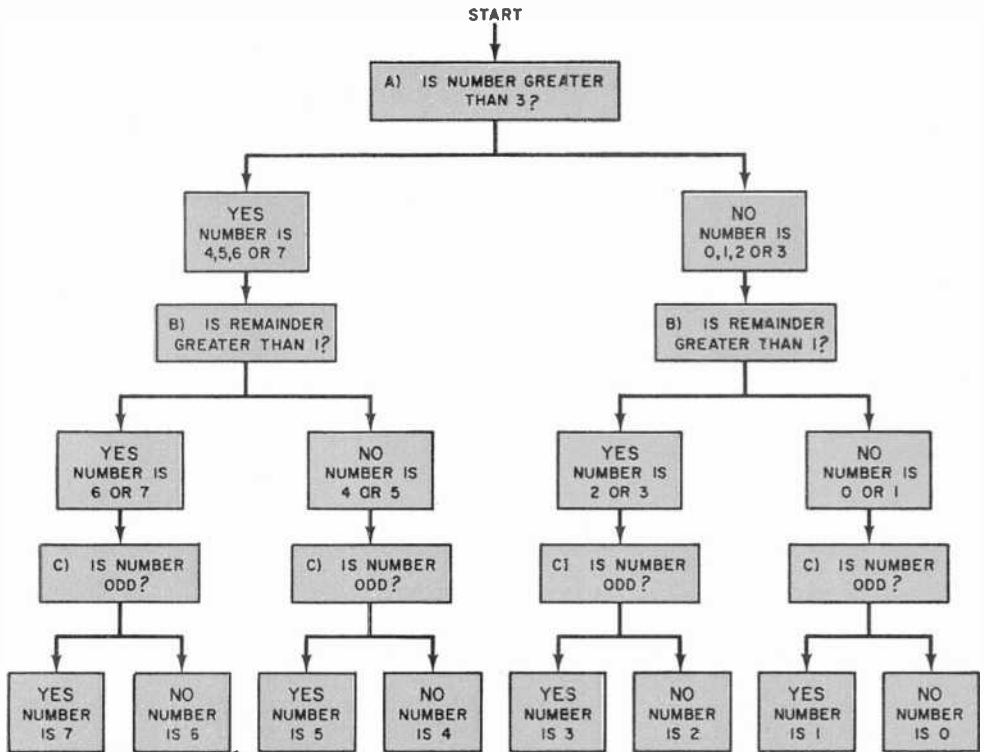 START
A) IS NUMBER GREATER
THAN 3?
YES
NUMBER IS
4,5,6 OR 7
NO
NUMBER IS
0,1,2 OR 3
B) IS REMAINDER
GREATER THAN 1?
B) IS REMAINDER
GREATER THAN 1?
YES
NUMBER IS
6 OR 7
NO
NUMBER IS
4 OR 5
YES
NUMBER IS
2 OR 3
NO
NUMBER IS
0 OR 1
C) IS NUMBER
ODD?
C) IS NUMBER
ODD?
C) IS NUMBER
ODD?
C) IS NUMBER
ODD?
YES
NUMBER
IS 7
NO
NUMBER
IS 6
YES
NUMBER
IS 5
NO
NUMBER
IS 4
YES
NUMBER
IS 3
NO
NUMBER
IS 2
YES
NUMBER
IS 1
NO
NUMBER
IS 0